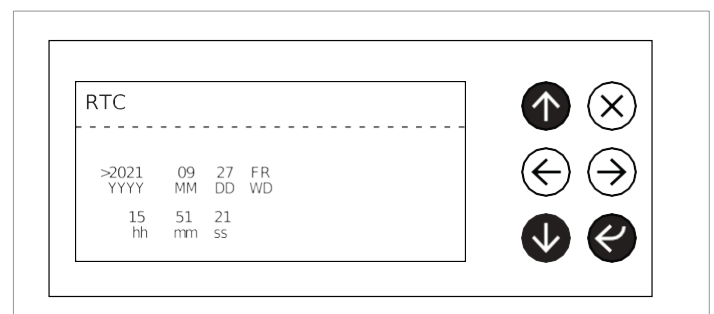 RTC
>2021 09 27 FR
YYYY MM DD WD
15 51 21
hh mm ss